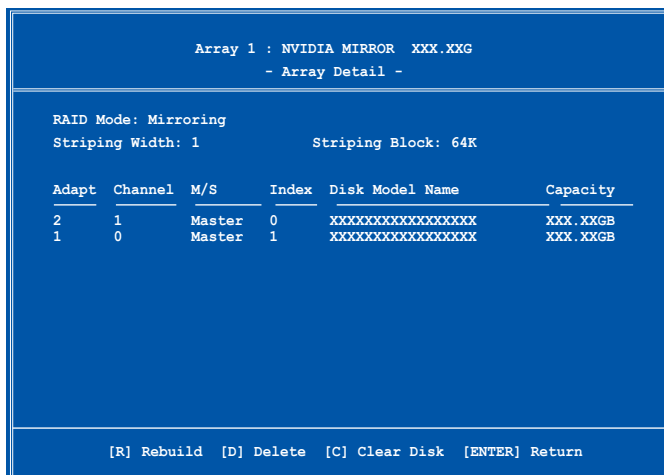 Array 1 : NVIDIA MIRROR XXX.XXG
- Array Detail -
RAID Mode: Mirroring
Striping Width: 1 Striping Block: 64K
Adapt Channel M/S Index Disk Model Name Capacity
2 1 Master 0 XXXXXXXXXXXXXXXXX XXX.XXGB
1 0 Master 1 XXXXXXXXXXXXXXXXX XXX.XXGB
[R] Rebuild [D] Delete [C] Clear Disk [ENTER] Return